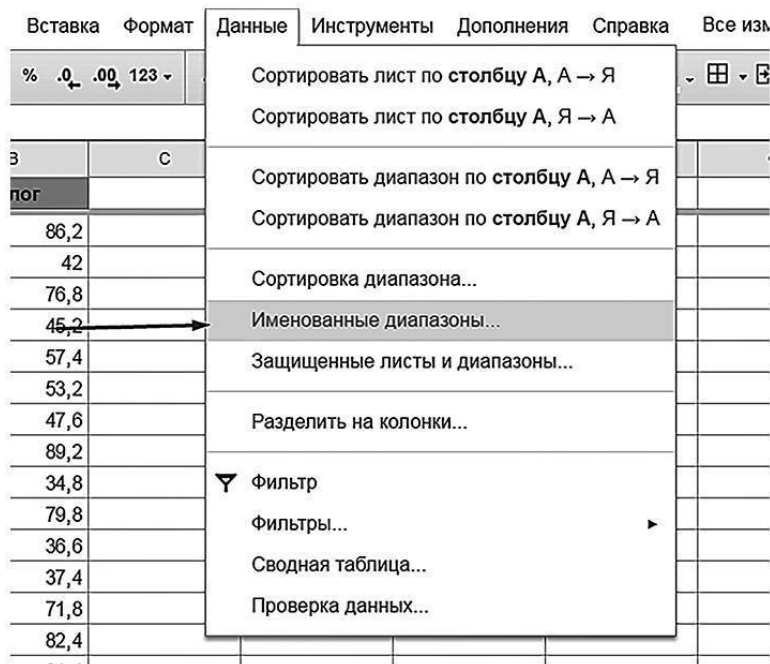 Вставка Формат Данные Инструменты Дополнения Справка Все изм
% .0 .00 123
Сортировать лист по столбцу A, А → Я
Сортировать лист по столбцу A, Я → А
Сортировать диапазон по столбцу A, А → Я
Сортировать диапазон по столбцу A, Я → А
Сортировка диапазона...
Именованные диапазоны...
Защищенные листы и диапазоны...
Разделить на колонки...
Фильтр
Фильтры...
Сводная таблица...
Проверка данных...
B C
лог
86,2
42
76,8
45,2
57,4
53,2
47,6
89,2
34,8
79,8
36,6
37,4
71,8
82,4